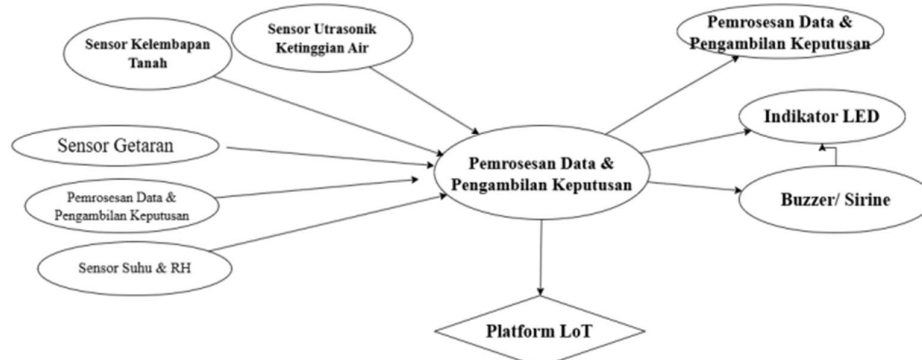 Sensor Utrasonik
Ketinggian Air
Sensor Kelembapan
Tanah
Sensor Getaran
Pemrosesan Data &
Pengambilan Keputusan
Sensor Suhu & RH
Pemrosesan Data &
Pengambilan Keputusan
Pemrosesan Data &
Pengambilan Keputusan
Indikator LED
Buzzer/ Sirine
Platform LoT